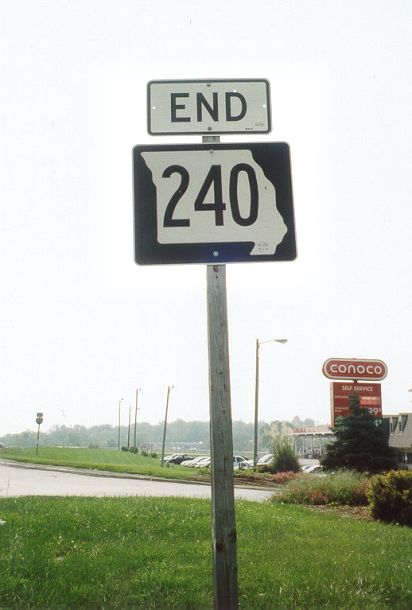 END
240
conoco
SELF SERVICE